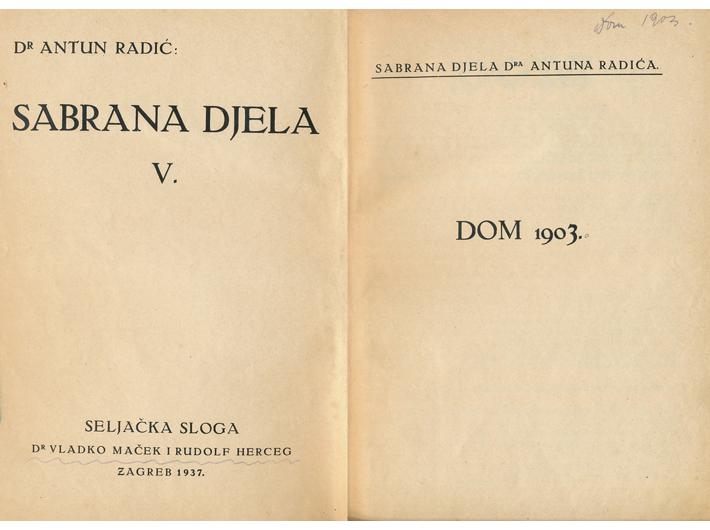 DR ANTUN RADIĆ:
SABRANA DJELA
V.
SELJAČKA SLOGA
DR VLADKO MAČEK I RUDOLF HERCEG
ZAGREB 1937.
Dom 1903.
SABRANA DJELA DRA ANTUNA RADIĆA.
DOM 1903.